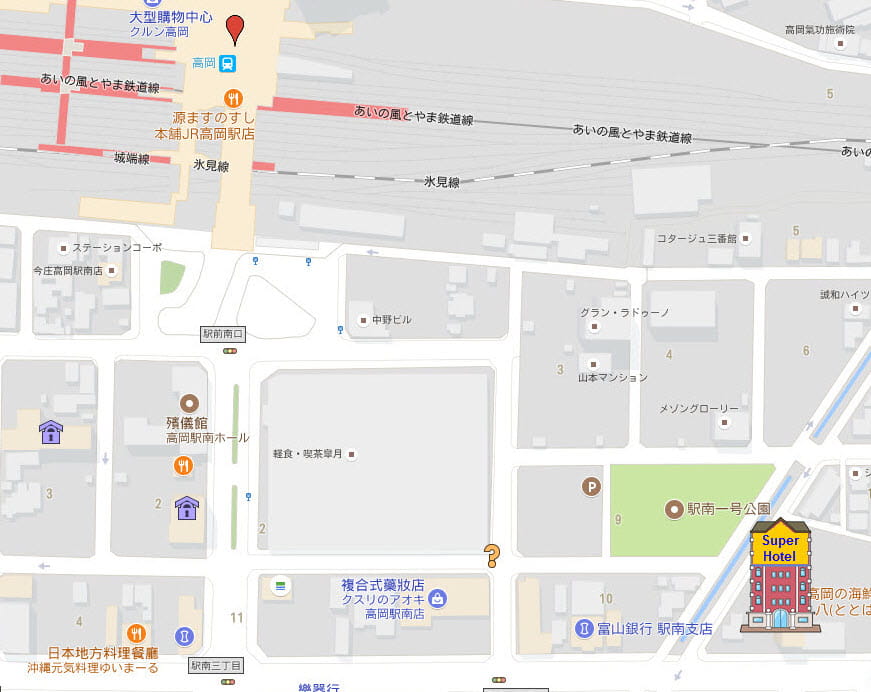 大型購物中心
クルン高岡
高岡氣功施術院
高岡
5
あいの風とやま鉄道線
源ますのすし
本舗JR高岡駅店
あいの風とやま鉄道線
あいの風とやま鉄道線
あいの
城端線
氷見線
氷見線
ステーションコーポ
今庄高岡駅南店
コタージュ三番館
5
誠和ハイツ
中野ビル
グラン・ラドゥーノ
駅前南口
3
4
6
山本マンション
メゾングローリー
殯儀館
高岡駅南ホール
軽食・喫茶皐月
3
2
2
P
9
駅南一号公園
?
Super
Hotel
複合式藥妝店
クスリのアオキ
高岡駅南店
10
高岡の海鮮
八(ととは
4
11
富山銀行 駅南支店
日本地方料理餐廳
沖縄元気料理ゆいまーる
駅南三丁目
樂器行